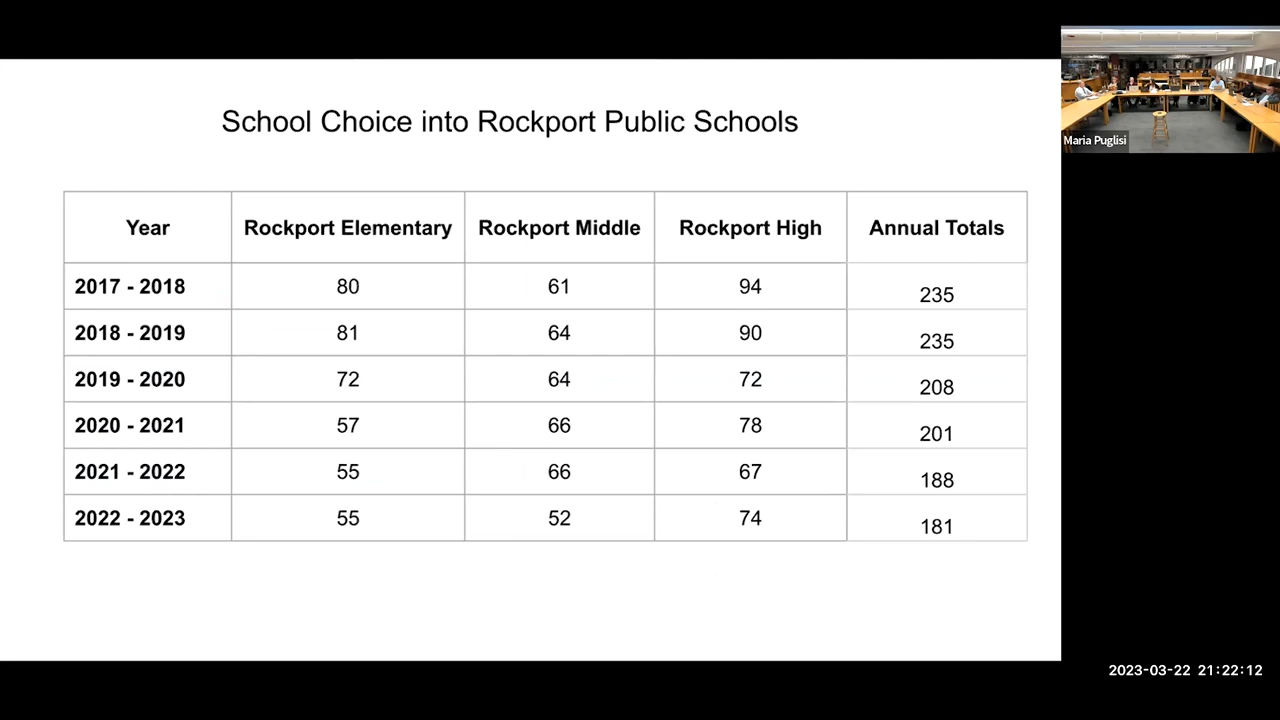 School Choice into Rockport Public Schools
Year Rockport Elementary Rockport Middle Rockport High Annual Totals
2017 - 2018 80 61 94 235
2018 - 2019 81 64 90 235
2019 - 2020 72 64 72 208
2020 - 2021 57 66 78 201
2021 - 2022 55 66 67 188
2022 - 2023 55 52 74 181
Maria Puglisi
2023-03-22 21:22:12